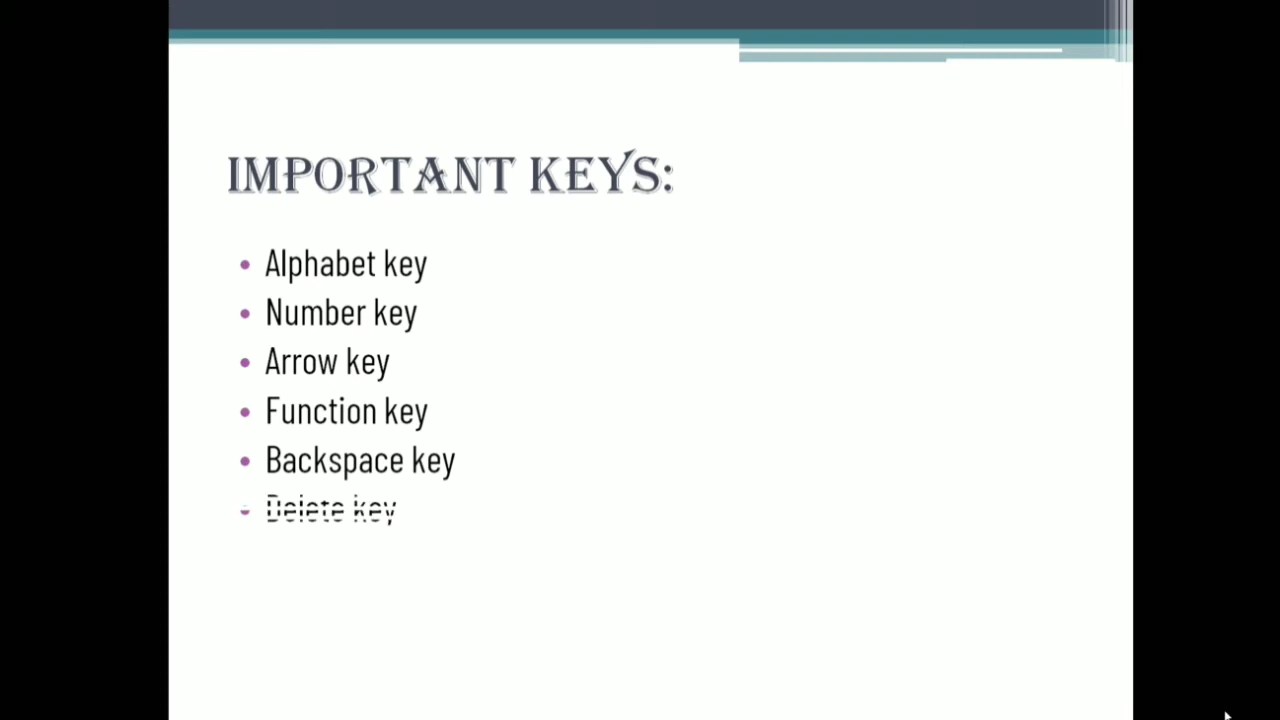 IMPORTANT KEYS:
• Alphabet key
• Number key
• Arrow key
• Function key
• Backspace key
• Delete key